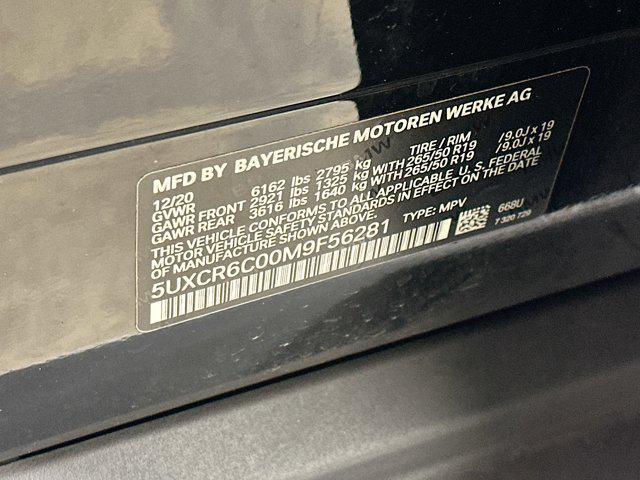 MFD BY BAYERISCHE MOTOREN WERKE AG
12/20
GVWR 6162 lbs 2795 kg TIRE / RIM
GAWR FRONT 2921 lbs 1325 kg WITH 265/50 R19 /9.0J x 19
GAWR REAR 3616 lbs 1640 kg WITH 265/50 R19 /9.0J x 19
THIS VEHICLE CONFORMS TO ALL APPLICABLE U.S. FEDERAL
MOTOR VEHICLE SAFETY STANDARDS IN EFFECT ON THE DATE
OF MANUFACTURE SHOWN ABOVE.
5UXCR6C00M9F56281 TYPE: MPV
668U
T 320 729